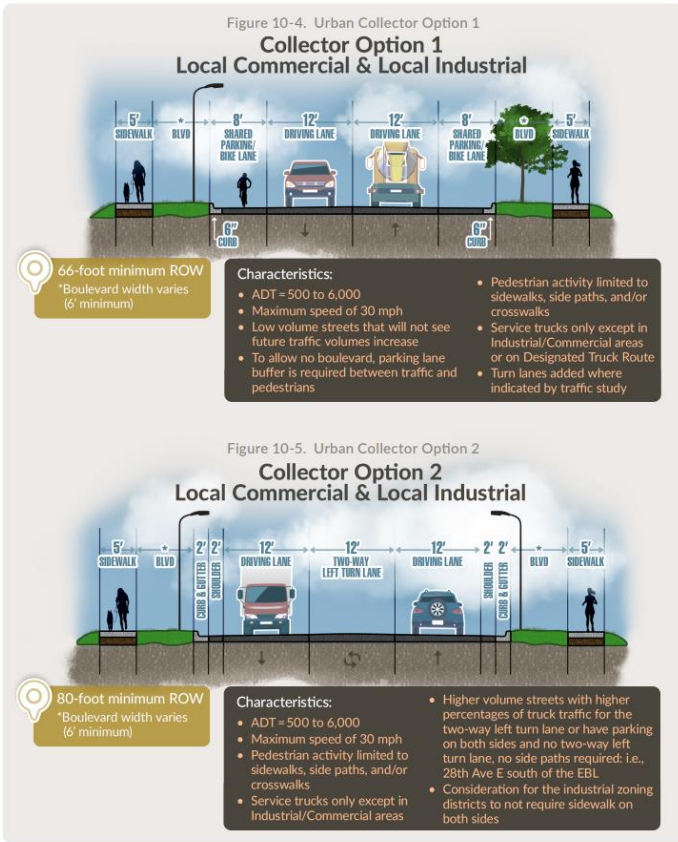 Figure 10-4. Urban Collector Option 1
Collector Option 1
Local Commercial & Local Industrial
5'
SIDEWALK
*
BLVD
8'
SHARED
PARKING/
BIKE LANE
12'
DRIVING LANE
12'
DRIVING LANE
8'
SHARED
PARKING/
BIKE LANE
*
BLVD
5'
SIDEWALK
6"
CURB
6"
CURB
66-foot minimum ROW
*Boulevard width varies
(6' minimum)
Characteristics:
• ADT = 500 to 6,000
• Maximum speed of 30 mph
• Low volume streets that will not see
future traffic volumes increase
• To allow no boulevard, parking lane
buffer is required between traffic and
pedestrians
• Pedestrian activity limited to
sidewalks, side paths, and/or
crosswalks
• Service trucks only except in
Industrial/Commercial areas
or on Designated Truck Route
• Turn lanes added where
indicated by traffic study
Figure 10-5. Urban Collector Option 2
Collector Option 2
Local Commercial & Local Industrial
5'
SIDEWALK
*
BLVD
2'
CURB & GUTTER
2'
SHOULDER
12'
DRIVING LANE
12'
TWO-WAY
LEFT TURN LANE
12'
DRIVING LANE
2'
SHOULDER
2'
CURB & GUTTER
*
BLVD
5'
SIDEWALK
80-foot minimum ROW
*Boulevard width varies
(6' minimum)
Characteristics:
• ADT = 500 to 6,000
• Maximum speed of 30 mph
• Pedestrian activity limited to
sidewalks, side paths, and/or
crosswalks
• Service trucks only except in
Industrial/Commercial areas
• Higher volume streets with higher
percentages of truck traffic for the
two-way left turn lane or have parking
on both sides and no two-way left
turn lane, no side paths required: i.e.,
28th Ave E south of the EBL
• Consideration for the industrial zoning
districts to not require sidewalk on
both sides